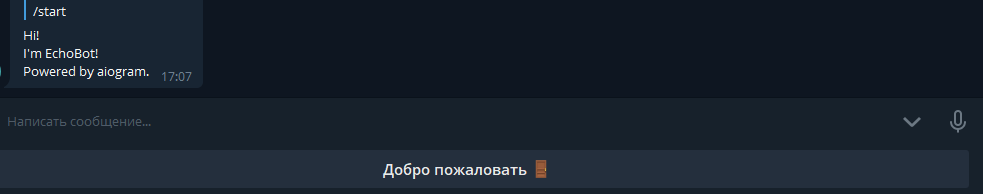 /start
Hi!
I'm EchoBot!
Powered by aiogram.
17:07
Написать сообщение...
Добро пожаловать 🚪